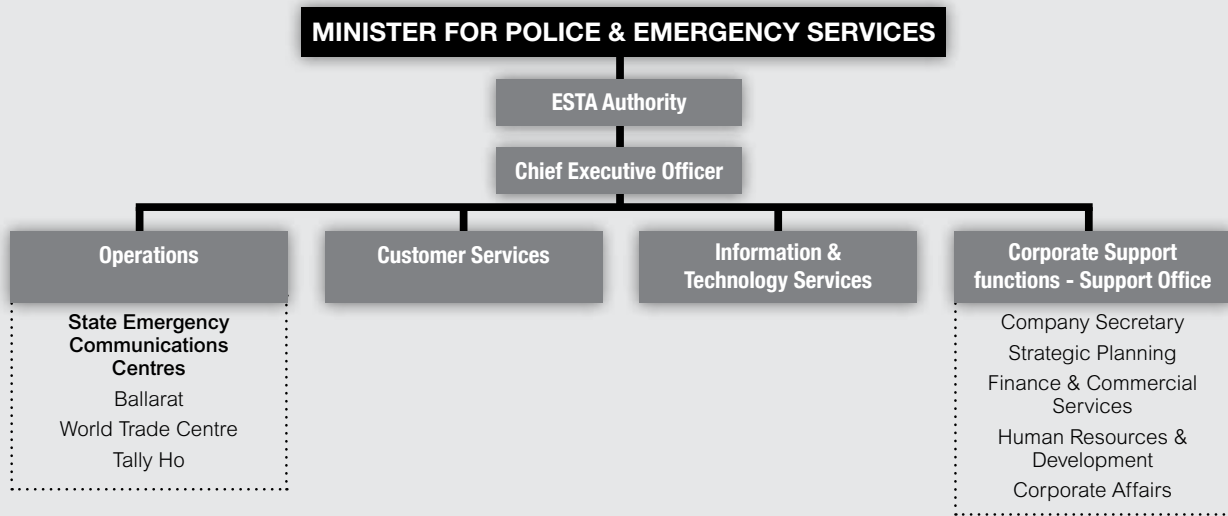 MINISTER FOR POLICE & EMERGENCY SERVICES
ESTA Authority
Chief Executive Officer
Operations
State Emergency
Communications
Centres
Ballarat
World Trade Centre
Tally Ho
Customer Services
Information &
Technology Services
Corporate Support
functions - Support Office
Company Secretary
Strategic Planning
Finance & Commercial
Services
Human Resources &
Development
Corporate Affairs